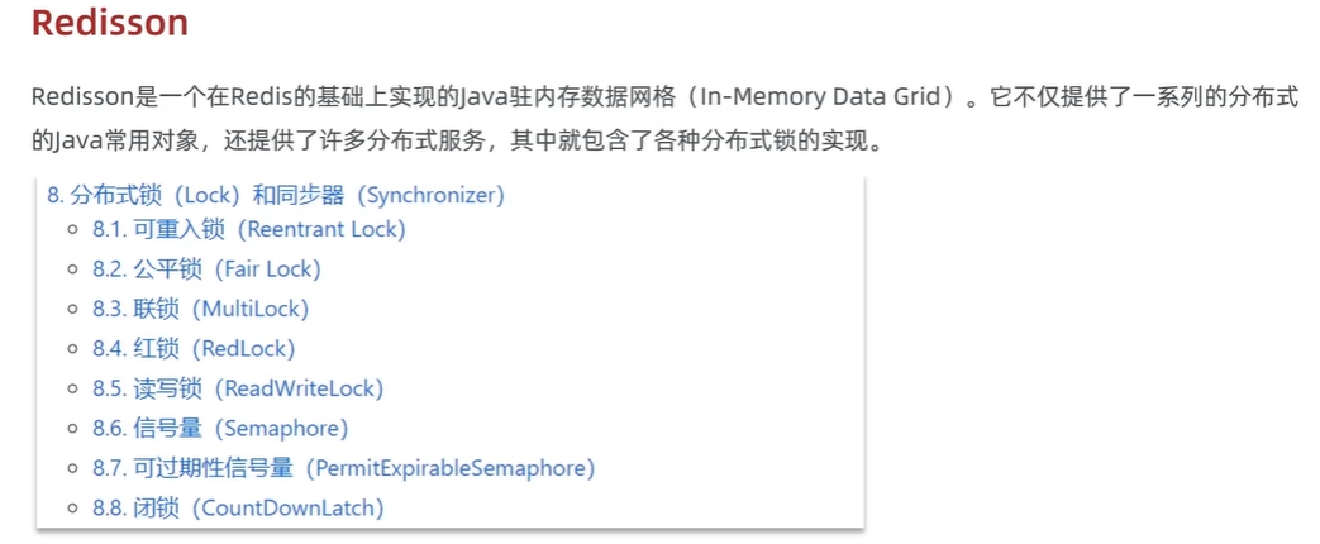 Redisson
Redisson是一个在Redis的基础上实现的Java驻内存数据网格（In-Memory Data Grid）。它不仅提供了一系列的分布式
的Java常用对象，还提供了许多分布式服务，其中就包含了各种分布式锁的实现。
8. 分布式锁（Lock）和同步器（Synchronizer）
8.1. 可重入锁（Reentrant Lock）
8.2. 公平锁（Fair Lock）
8.3. 联锁（MultiLock）
8.4. 红锁（RedLock）
8.5. 读写锁（ReadWriteLock）
8.6. 信号量（Semaphore）
8.7. 可过期性信号量（PermitExpirableSemaphore）
8.8. 闭锁（CountDownLatch）